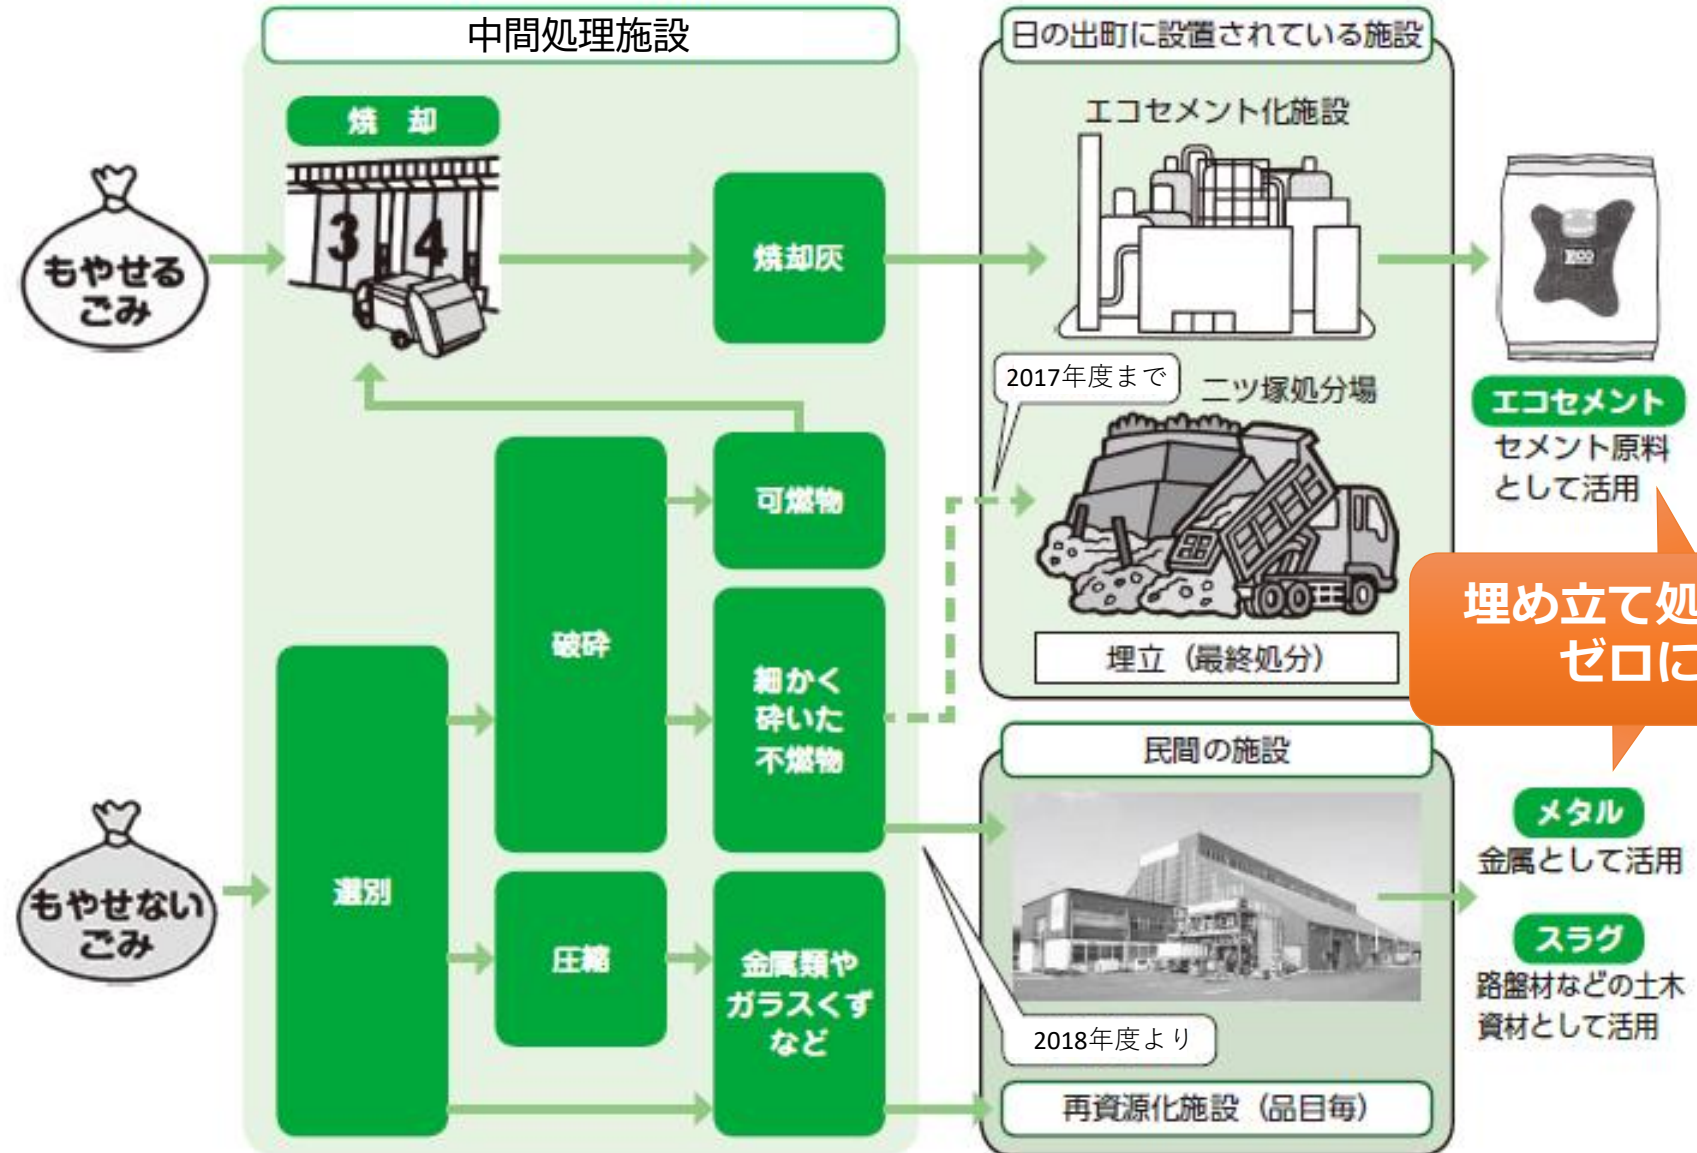 中間処理施設
日の出町に設置されている施設
焼 却
エコセメント化施設
3 4
もやせる
ごみ
焼却灰
ECO
2017年度まで
二ツ塚処分場
エコセメント
セメント原料
として活用
可燃物
破砕
細かく
砕いた
不燃物
埋立（最終処分）
埋め立て処
ゼロに
民間の施設
メタル
金属として活用
もやせない
ごみ
選別
圧縮
金属類や
ガラスくず
など
スラグ
路盤材などの土木
資材として活用
2018年度より
再資源化施設（品目毎）